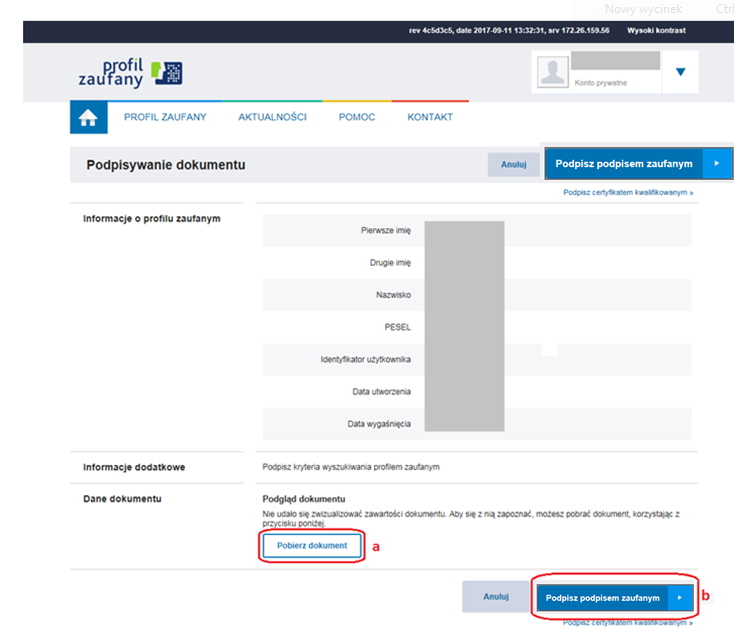 Nowy wycinek Ctrl
rev 4c5d3c5, date 2017-09-11 13:32:31, srv 172.26.159.56 Wysoki kontrast
profil
zaufany
Konto prywatne
PROFIL ZAUFANY AKTUALNOŚCI POMOC KONTAKT
Podpisywanie dokumentu Anuluj Podpisz podpisem zaufanym
Podpisz certyfikatem kwalifikowanym »
Informacje o profilu zaufanym
Pierwsze imię
Drugie imię
Nazwisko
PESEL
Identyfikator użytkownika
Data utworzenia
Data wygaśnięcia
Informacje dodatkowe Podpisz kryteria wyszukiwania profilem zaufanym
Dane dokumentu Podgląd dokumentu
Nie udało się zwizualizować zawartości dokumentu. Aby się z nią zapoznać, możesz pobrać dokument, korzystając z
przycisku poniżej.
Pobierz dokument a
Anuluj Podpisz podpisem zaufanym b
Podpisz certyfikatem kwalifikowanym »